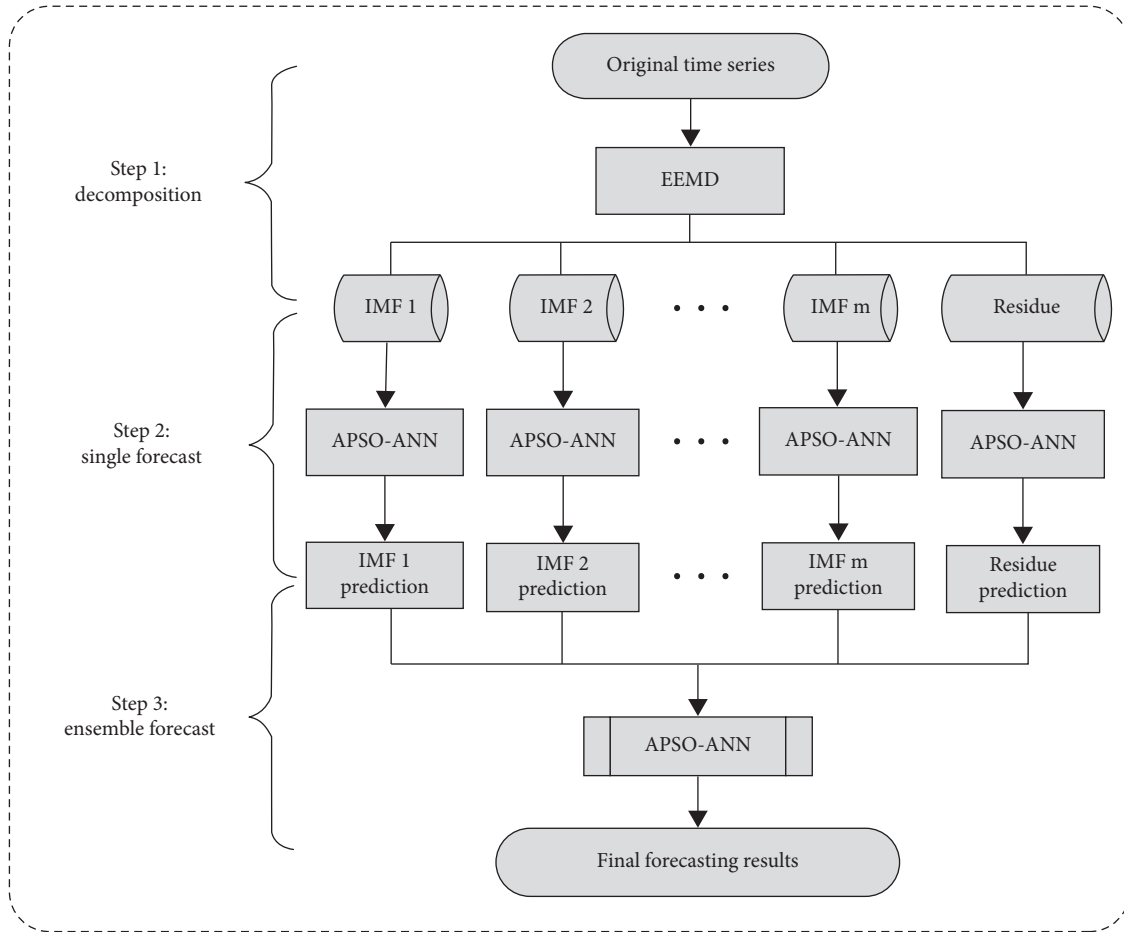 Original time series
Step 1:
decomposition
EEMD
IMF 1
IMF 2
• • •
IMF m
Residue
Step 2:
single forecast
APSO-ANN
APSO-ANN
• • •
APSO-ANN
APSO-ANN
IMF 1
prediction
IMF 2
prediction
• • •
IMF m
prediction
Residue
prediction
Step 3:
ensemble forecast
APSO-ANN
Final forecasting results